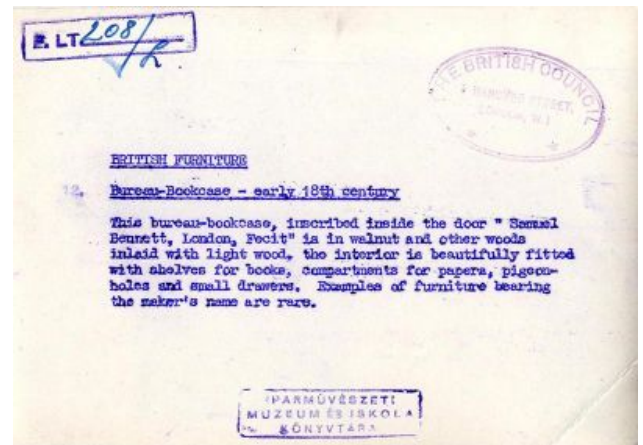 E. LT 208/
THE BRITISH COUNCIL
HANOVER STREET,
LONDON, W.1
BRITISH FURNITURE
12. Bureau-Bookcase - early 18th century
This bureau-bookcase, inscribed inside the door " Samuel
Bennett, London, Fecit" is in walnut and other woods
inlaid with light wood, the interior is beautifully fitted
with shelves for books, compartments for papers, pigeon-
holes and small drawers. Examples of furniture bearing
the maker's name are rare.
IPARMŰVÉSZETI
MUZEUM ÉS ISKOLA
KÖNYVTÁRA